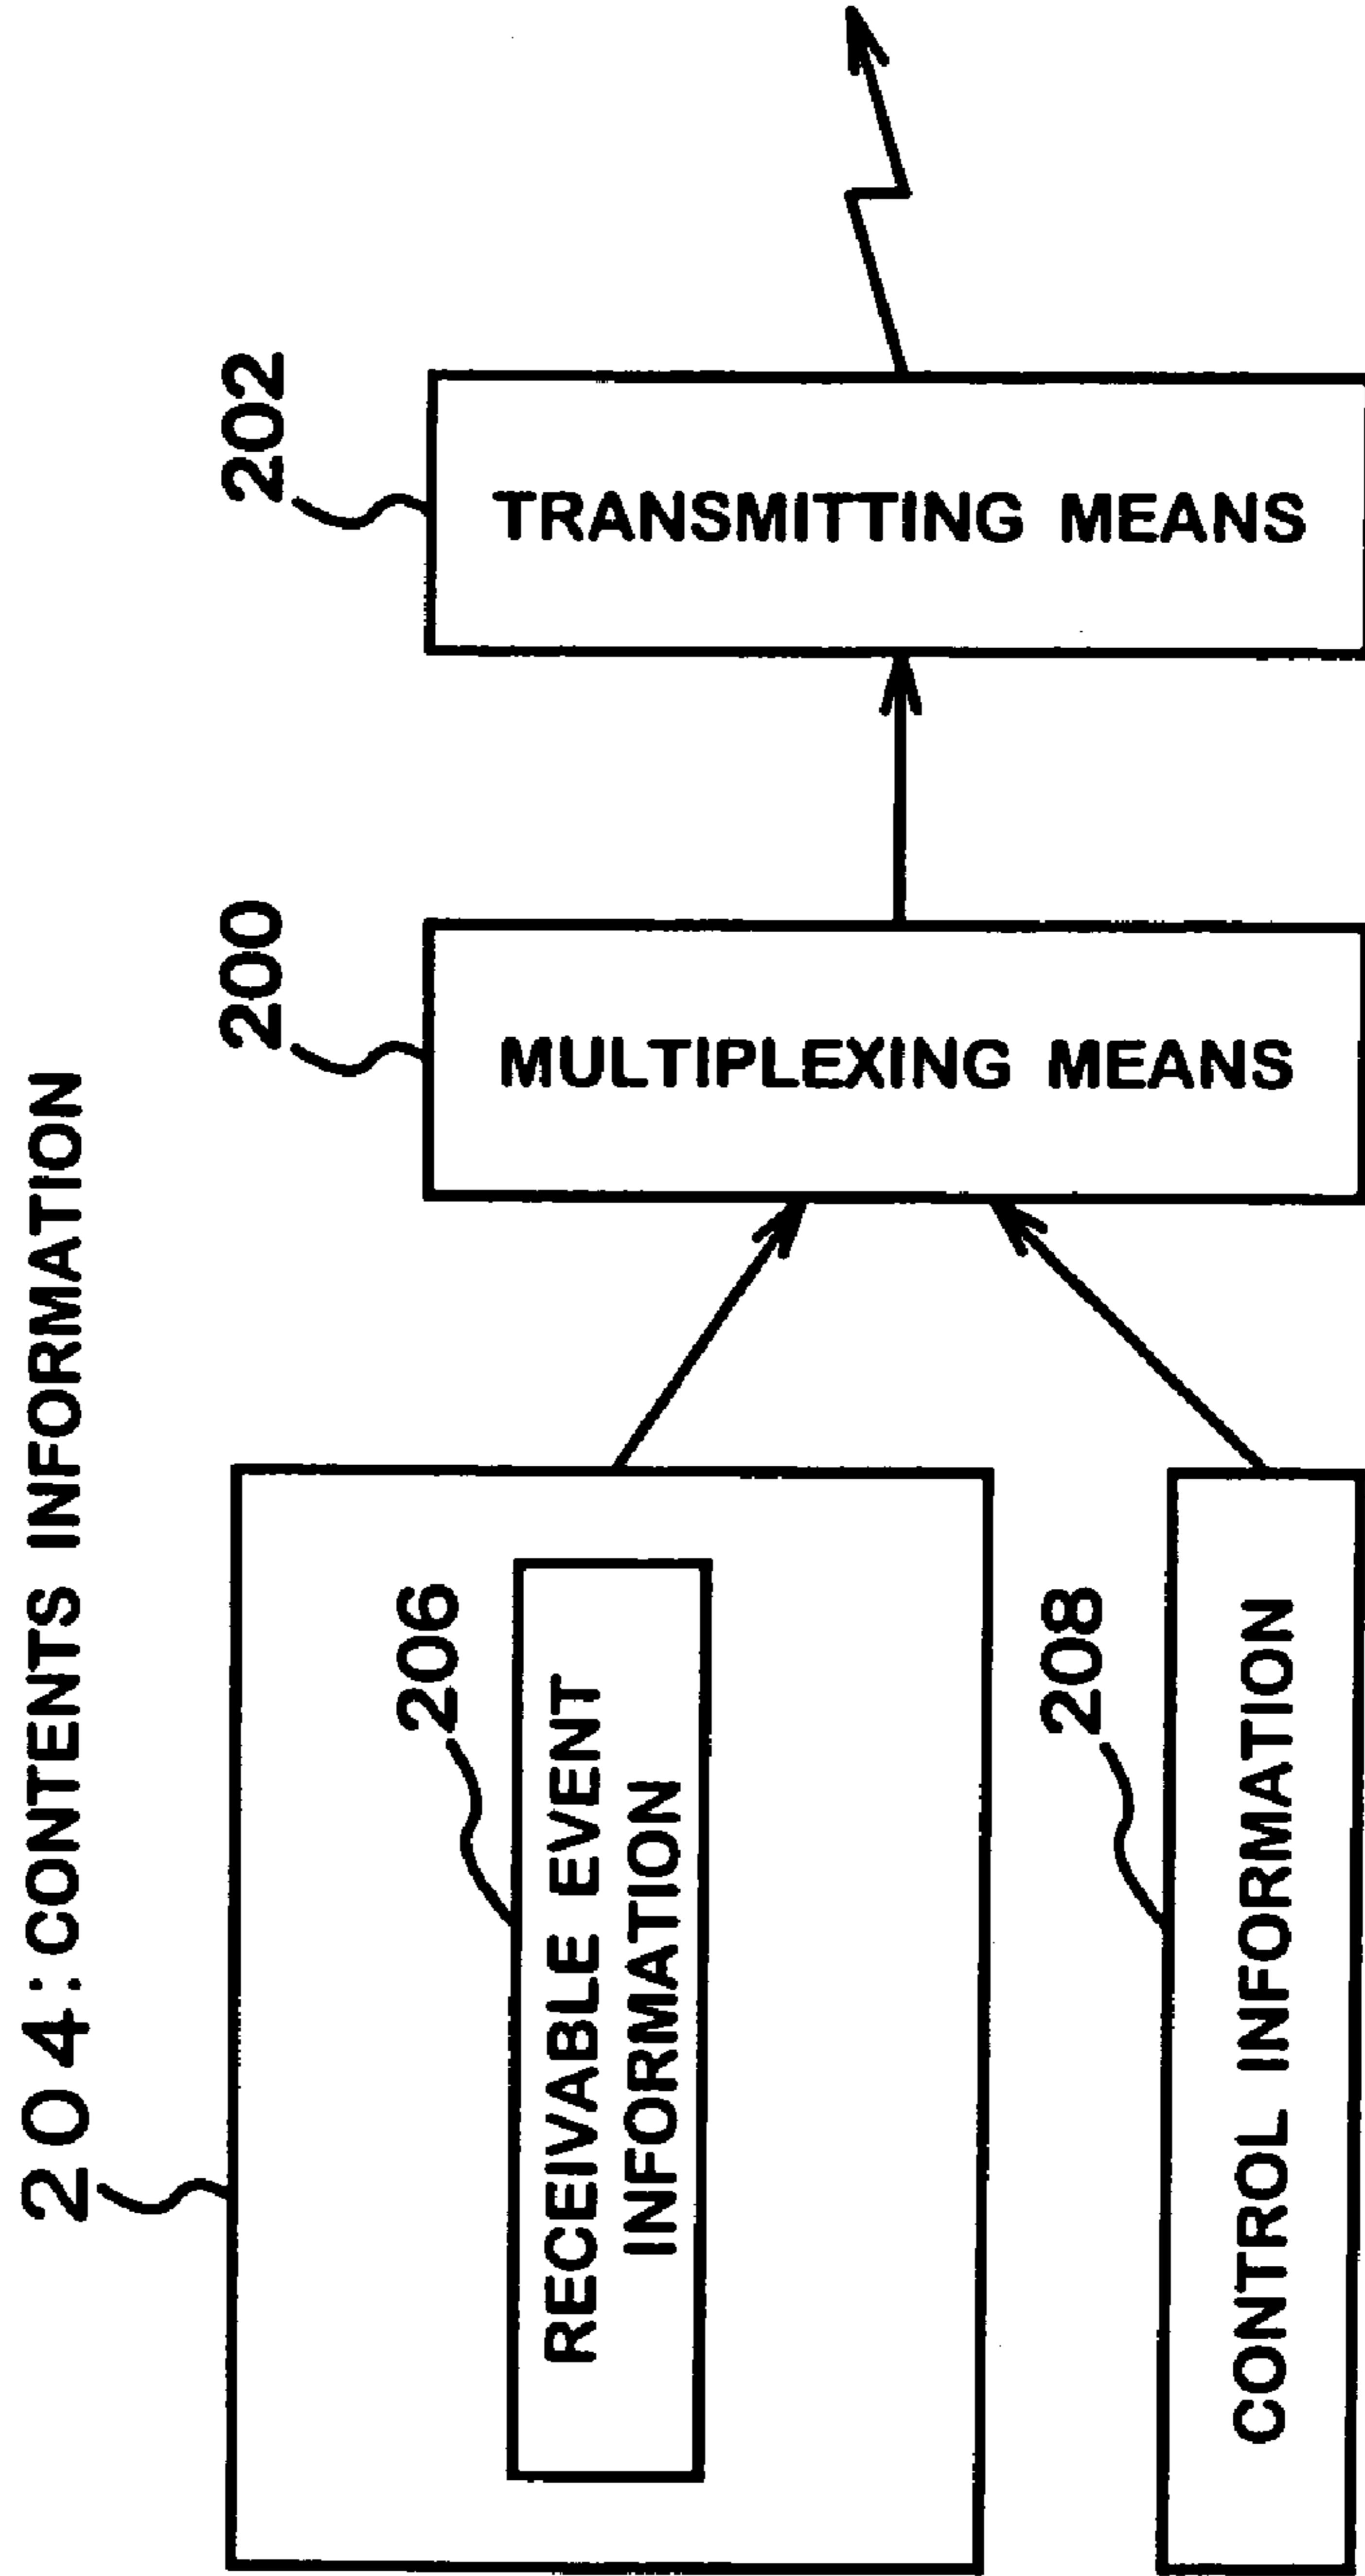 204:CONTENTS INFORMATION
206
RECEIVABLE EVENT
INFORMATION
208
CONTROL INFORMATION
200
MULTIPLEXING MEANS
202
TRANSMITTING MEANS